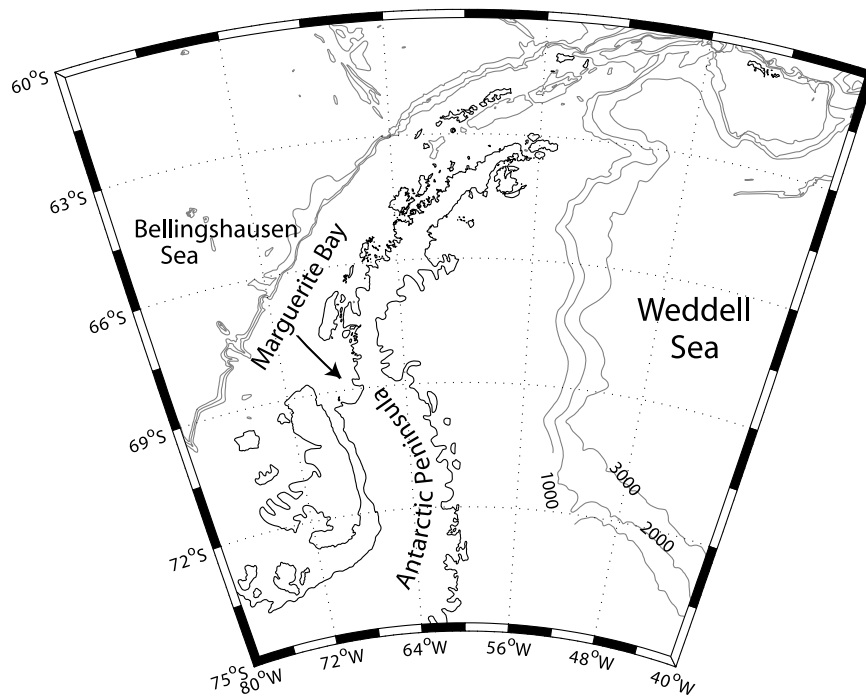 60°S
63°S
Bellingshausen
Sea
Marguerite Bay
66°S
Weddell
Sea
69°S
Antarctic Peninsula
1000
3000
2000
72°S
75°S
80°W
72°W
64°W
56°W
48°W
40°W